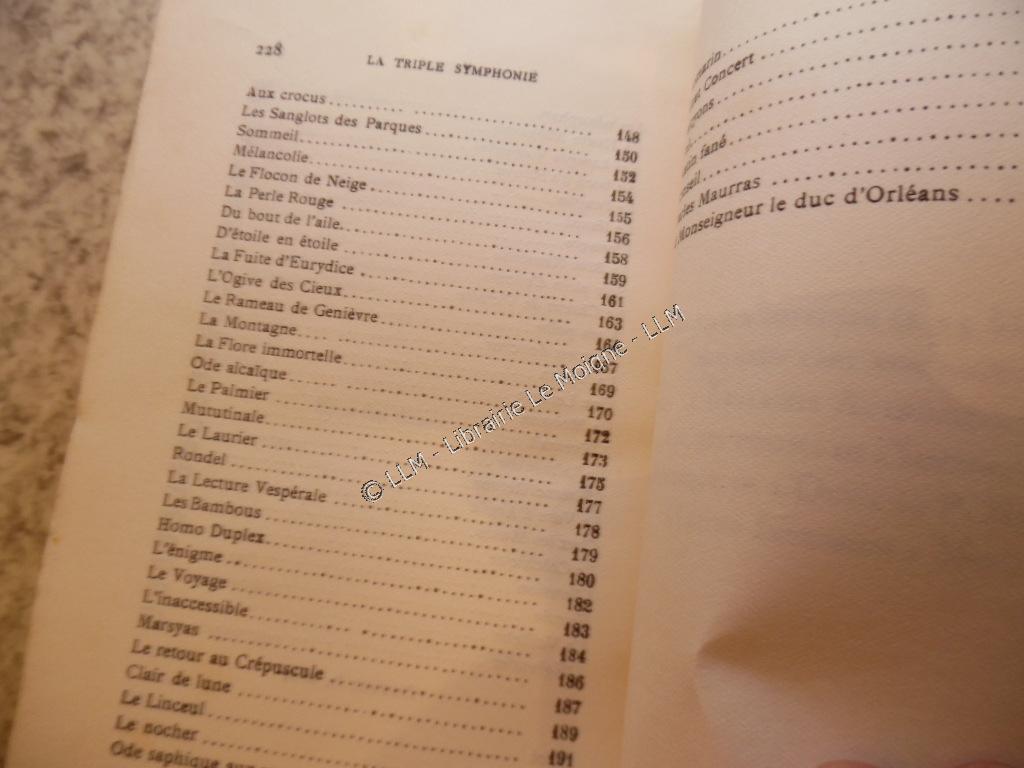 228 LA TRIPLE SYMPHONIE
Aux crocus 148
Les Sanglots des Parques 150
Sommeil 152
Mélancolie 154
Le Flocon de Neige 155
La Perle Rouge 156
Du bout de l'aile 158
D'étoile en étoile 159
La Fuite d'Eurydice 161
L'Ogive des Cieux 163
Le Rameau de Genièvre
La Montagne 167
La Flore immortelle 169
Ode alcaïque 170
Le Palmier 172
Mututinale 173
Le Laurier 175
Rondel 177
La Lecture Vespérale 178
Les Bambous 179
Homo Duplex 180
L'énigme 182
Le Voyage 183
L'inaccessible 184
Marsyas 186
Le retour au Crépuscule 187
Clair de lune 189
Le Linceul 191
Le nocher
Ode saphique
Concert
fané
Maurras
Monseigneur le duc d'Orléans
© LLM - Librairie Le Moigne - LLM